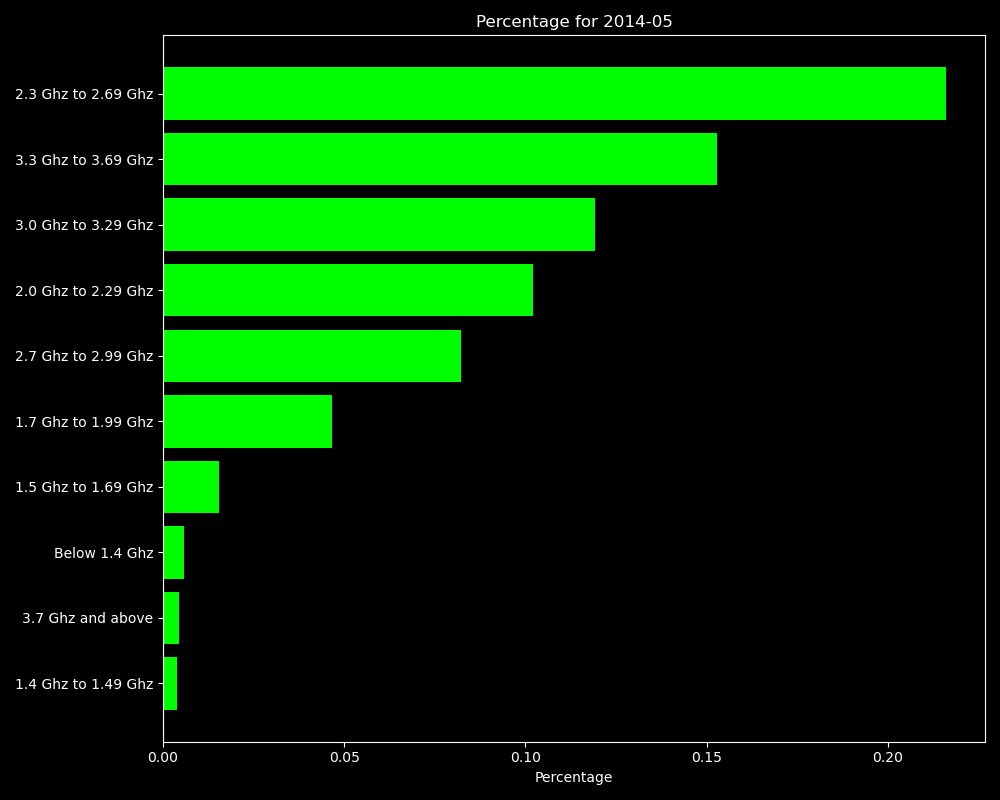 Percentage for 2014-05
2.3 Ghz to 2.69 Ghz
3.3 Ghz to 3.69 Ghz
3.0 Ghz to 3.29 Ghz
2.0 Ghz to 2.29 Ghz
2.7 Ghz to 2.99 Ghz
1.7 Ghz to 1.99 Ghz
1.5 Ghz to 1.69 Ghz
Below 1.4 Ghz
3.7 Ghz and above
1.4 Ghz to 1.49 Ghz
0.00 0.05 0.10 0.15 0.20
Percentage